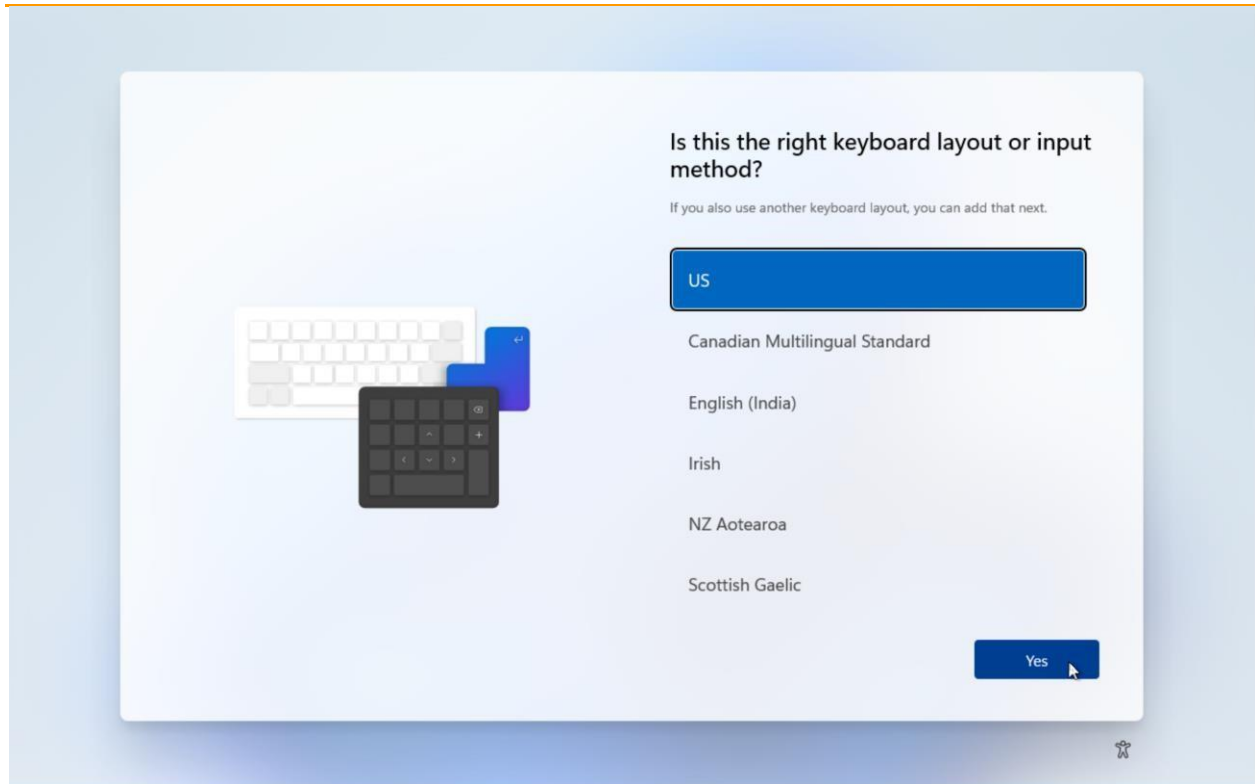 Is this the right keyboard layout or input
method?
If you also use another keyboard layout, you can add that next.
US
Canadian Multilingual Standard
English (India)
Irish
NZ Aotearoa
Scottish Gaelic
Yes